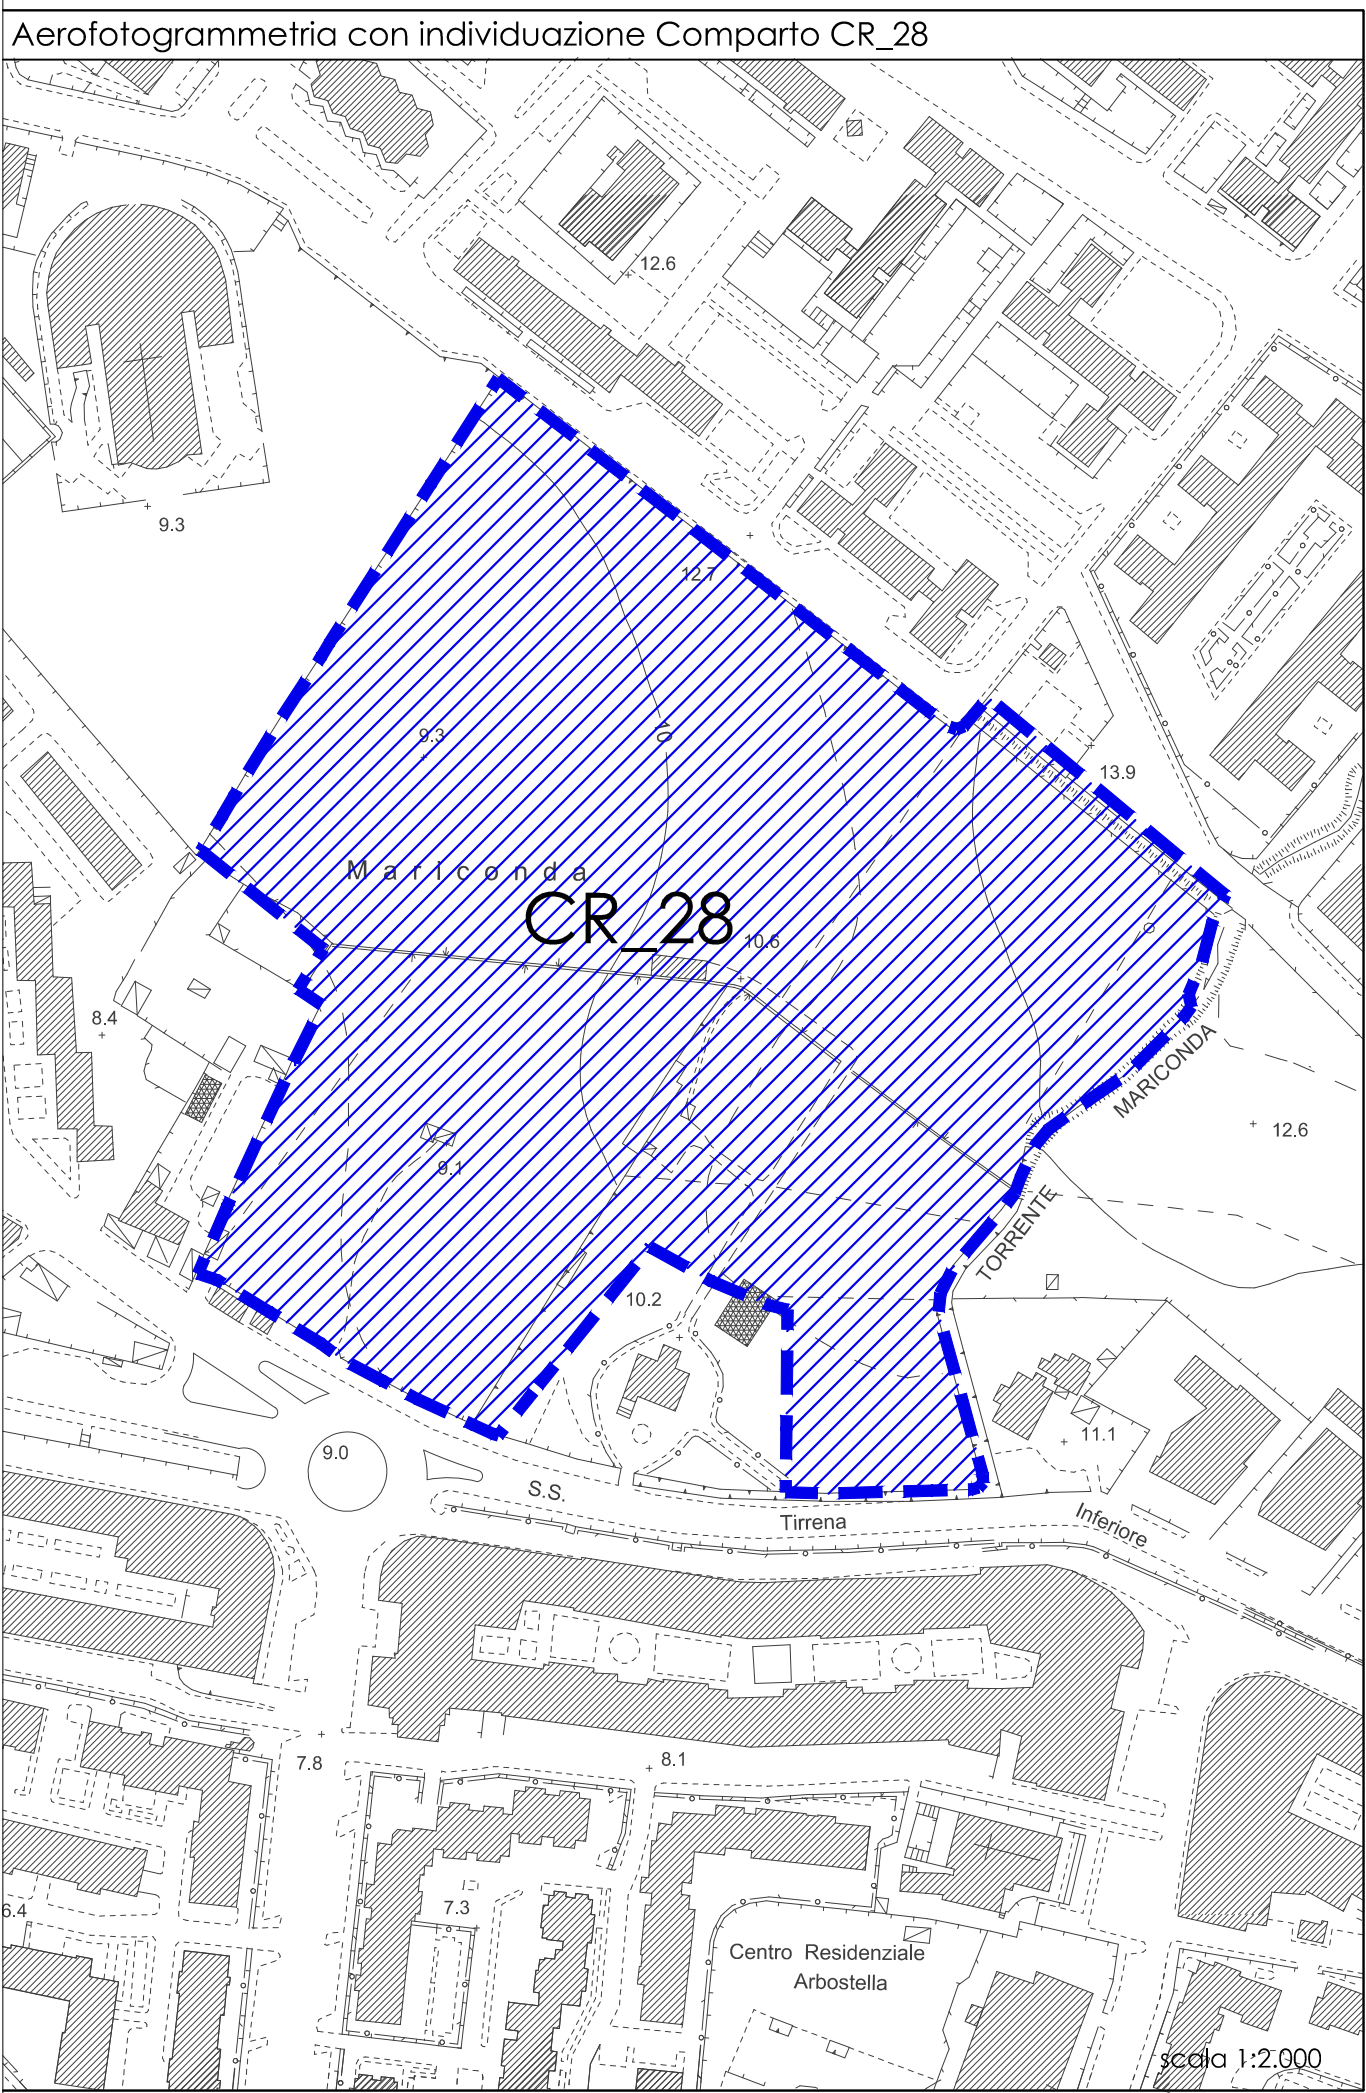 Aerofotogrammetria con individuazione Comparto CR_28
12.6
9.3
12.7
9.3
10
13.9
Mariconda
CR_28
10.6
8.4
MARICONDA
12.6
9.1
TORRENTE
10.2
11.1
9.0
S.S.
Tirrena
Inferiore
7.8
8.1
7.3
6.4
Centro Residenziale
Arbostella
scala 1:2.000